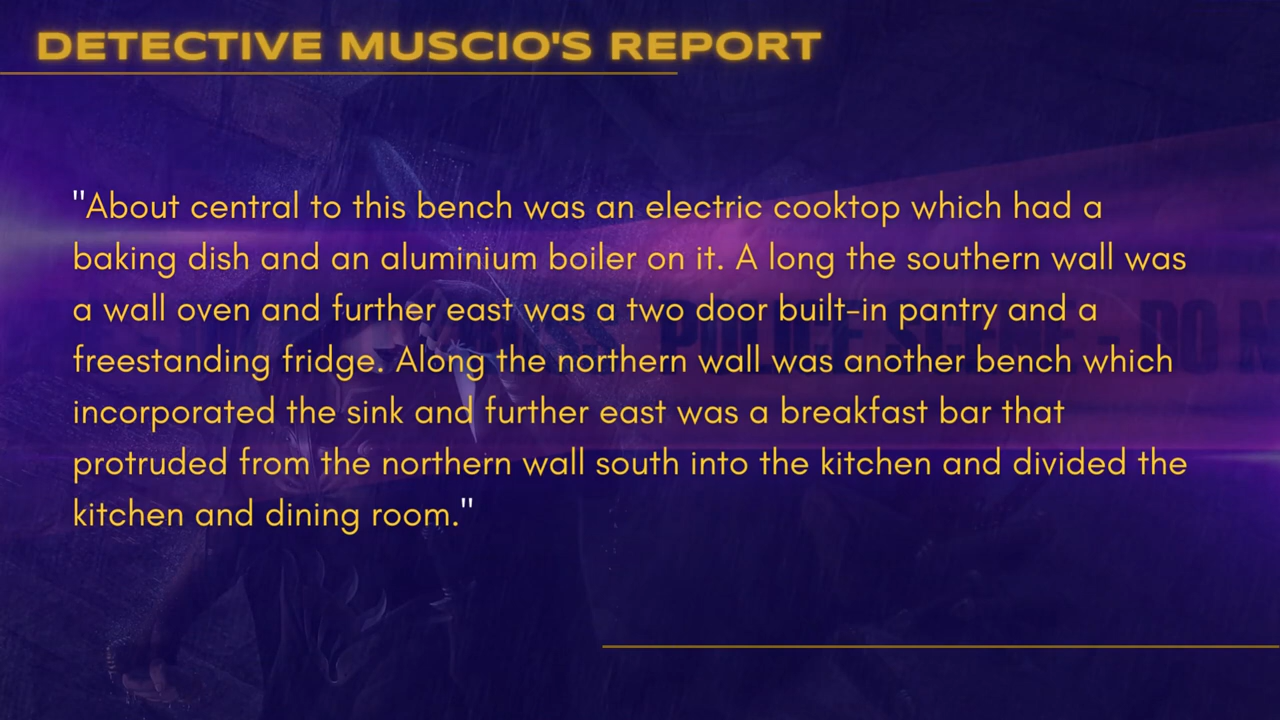 DETECTIVE MUSCIO'S REPORT
"About central to this bench was an electric cooktop which had a
baking dish and an aluminium boiler on it. A long the southern wall was
a wall oven and further east was a two door built-in pantry and a
freestanding fridge. Along the northern wall was another bench which
incorporated the sink and further east was a breakfast bar that
protruded from the northern wall south into the kitchen and divided the
kitchen and dining room."
POLICE SCENE - DO N